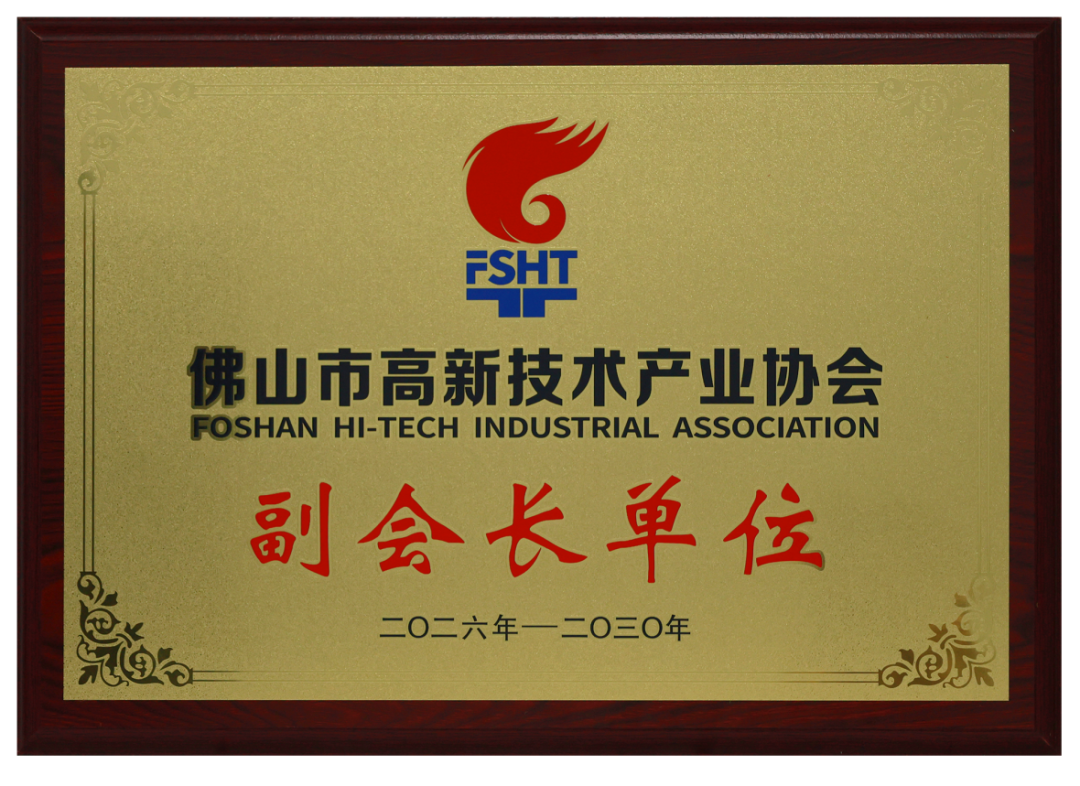 FSHT
佛山市高新技术产业协会
FOSHAN HI-TECH INDUSTRIAL ASSOCIATION
副会长单位
二〇二六年—二〇三〇年